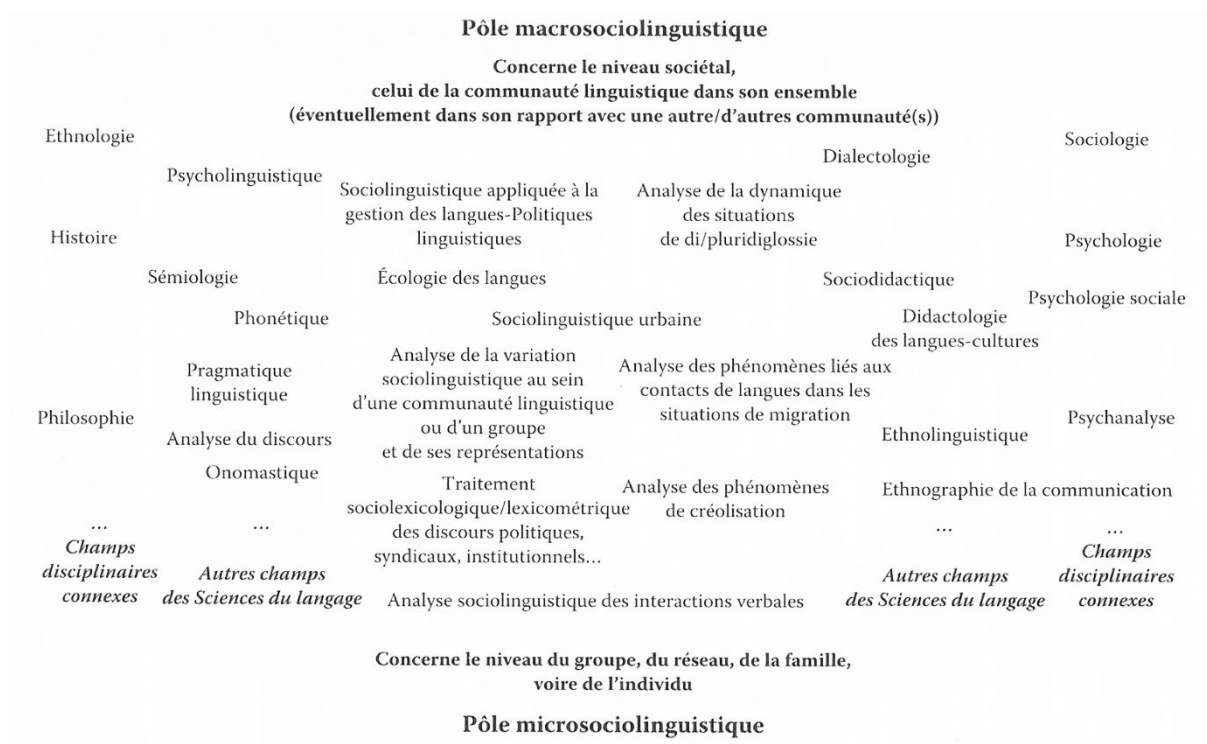 Pôle macrosociolinguistique
Concerne le niveau sociétal,
celui de la communauté linguistique dans son ensemble
(éventuellement dans son rapport avec une autre/d'autres communauté(s))
Ethnologie
Sociologie
Dialectologie
Psycholinguistique
Sociolinguistique appliquée à la
gestion des langues-Politiques
linguistiques
Analyse de la dynamique
des situations
de di/pluridiglossie
Histoire
Psychologie
Sémiologie
Écologie des langues
Sociodidactique
Psychologie sociale
Phonétique
Sociolinguistique urbaine
Didactologie
des langues-cultures
Pragmatique
linguistique
Analyse de la variation
sociolinguistique au sein
d'une communauté linguistique
ou d'un groupe
et de ses représentations
Analyse des phénomènes liés aux
contacts de langues dans les
situations de migration
Philosophie
Psychanalyse
Analyse du discours
Ethnolinguistique
Onomastique
Traitement
sociolexicologique/lexicométrique
des discours politiques,
syndicaux, institutionnels…
Analyse des phénomènes
de créolisation
Ethnographie de la communication
…
Champs
disciplinaires
connexes
…
Autres champs
des Sciences du langage
Analyse sociolinguistique des interactions verbales
…
Autres champs
des Sciences du langage
…
Champs
disciplinaires
connexes
Concerne le niveau du groupe, du réseau, de la famille,
voire de l'individu
Pôle microsociolinguistique